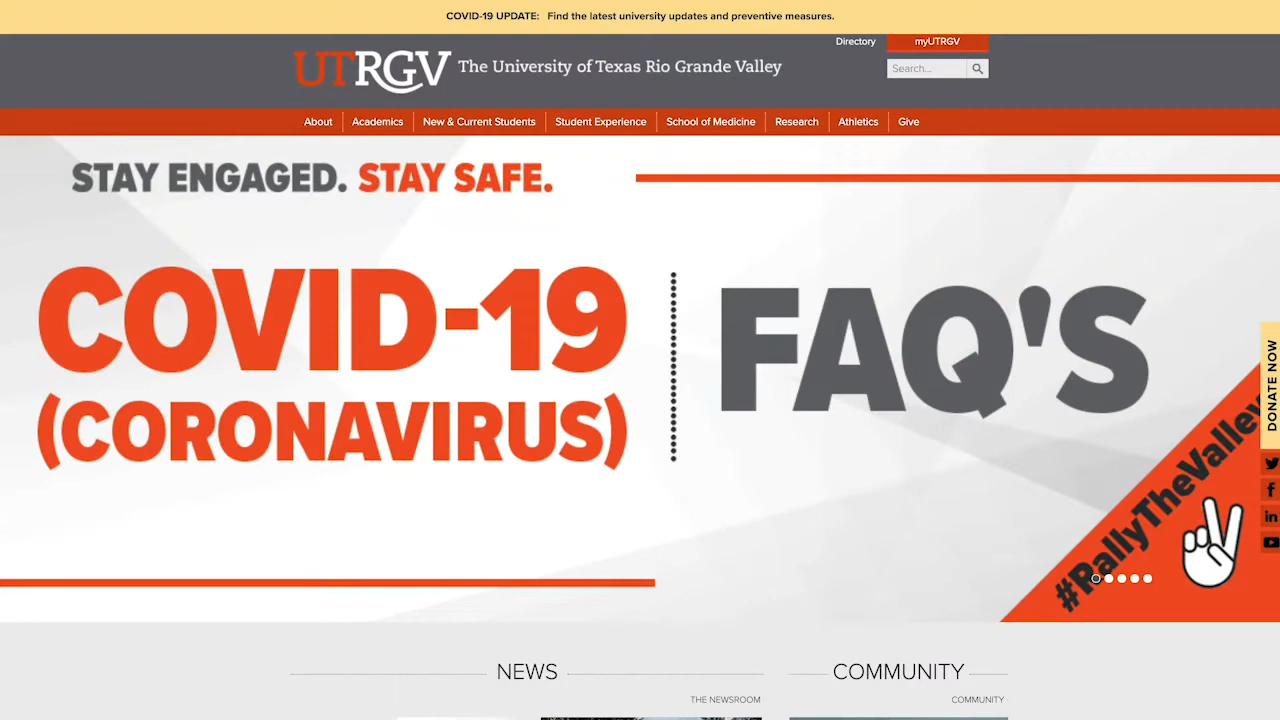 COVID-19 UPDATE: Find the latest university updates and preventive measures.
Directory
myUTRGV
UTRGV The University of Texas Rio Grande Valley
Search...
About
Academics
New & Current Students
Student Experience
School of Medicine
Research
Athletics
Give
STAY ENGAGED. STAY SAFE.
COVID-19
(CORONAVIRUS)
FAQ'S
DONATE NOW
#RallyTheValley
NEWS
COMMUNITY
THE NEWSROOM
COMMUNITY